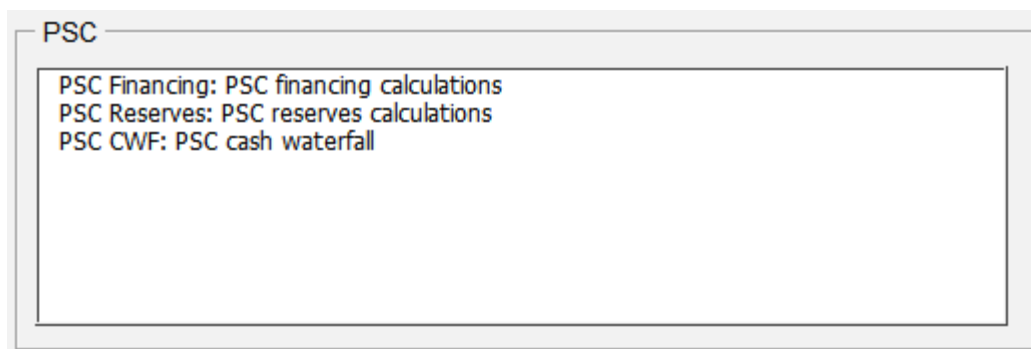 PSC
PSC Financing: PSC financing calculations
PSC Reserves: PSC reserves calculations
PSC CWF: PSC cash waterfall